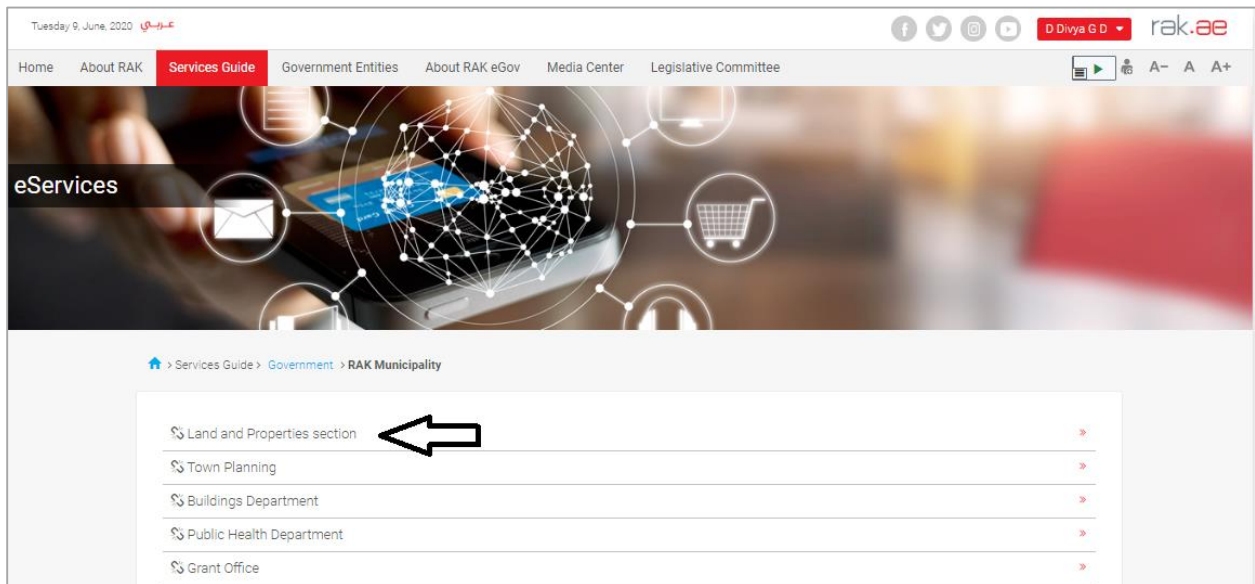 Tuesday 9, June, 2020 عـربـي
D Divya G D
rak.ae
Home About RAK Services Guide Government Entities About RAK eGov Media Center Legislative Committee A- A A+
eServices
> Services Guide > Government > RAK Municipality
Land and Properties section »
Town Planning »
Buildings Department »
Public Health Department »
Grant Office »